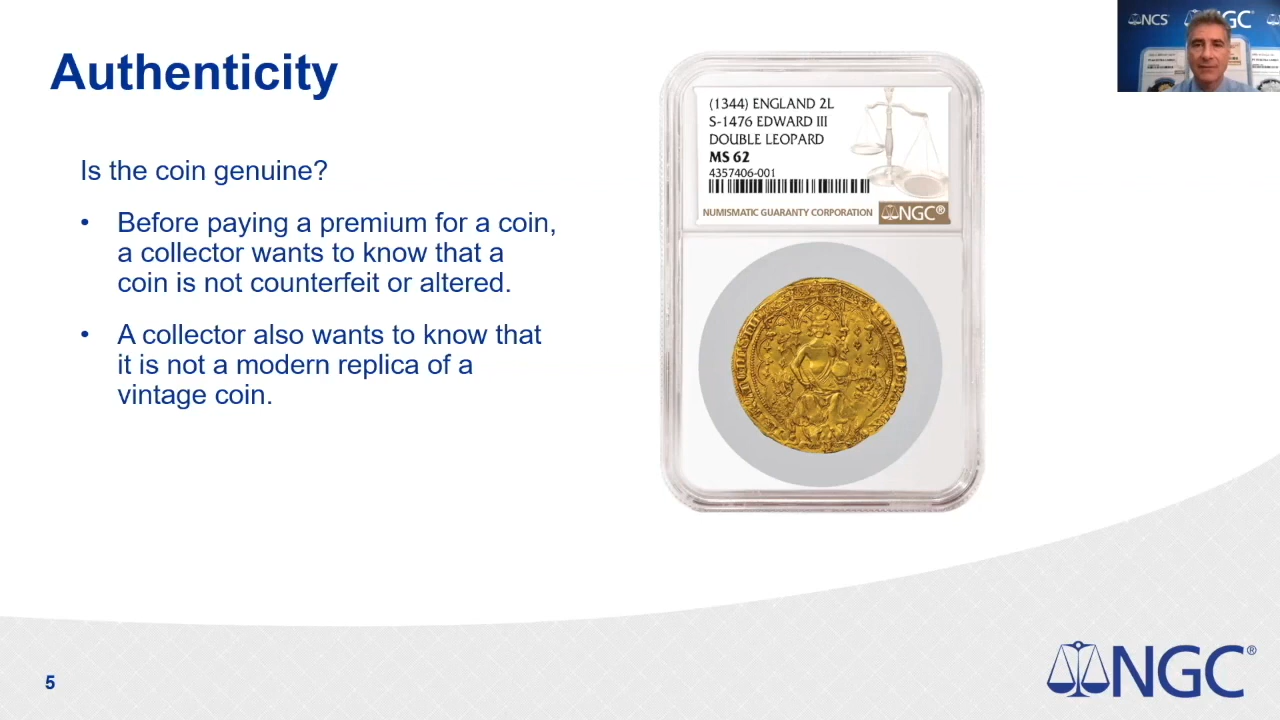 Authenticity
Is the coin genuine?
• Before paying a premium for a coin,
a collector wants to know that a
coin is not counterfeit or altered.
• A collector also wants to know that
it is not a modern replica of a
vintage coin.
(1344) ENGLAND 2L
S-1476 EDWARD III
DOUBLE LEOPARD
MS 62
4357406-001
NUMISMATIC GUARANTY CORPORATION NGC®
NCS NGC®
5
NGC®